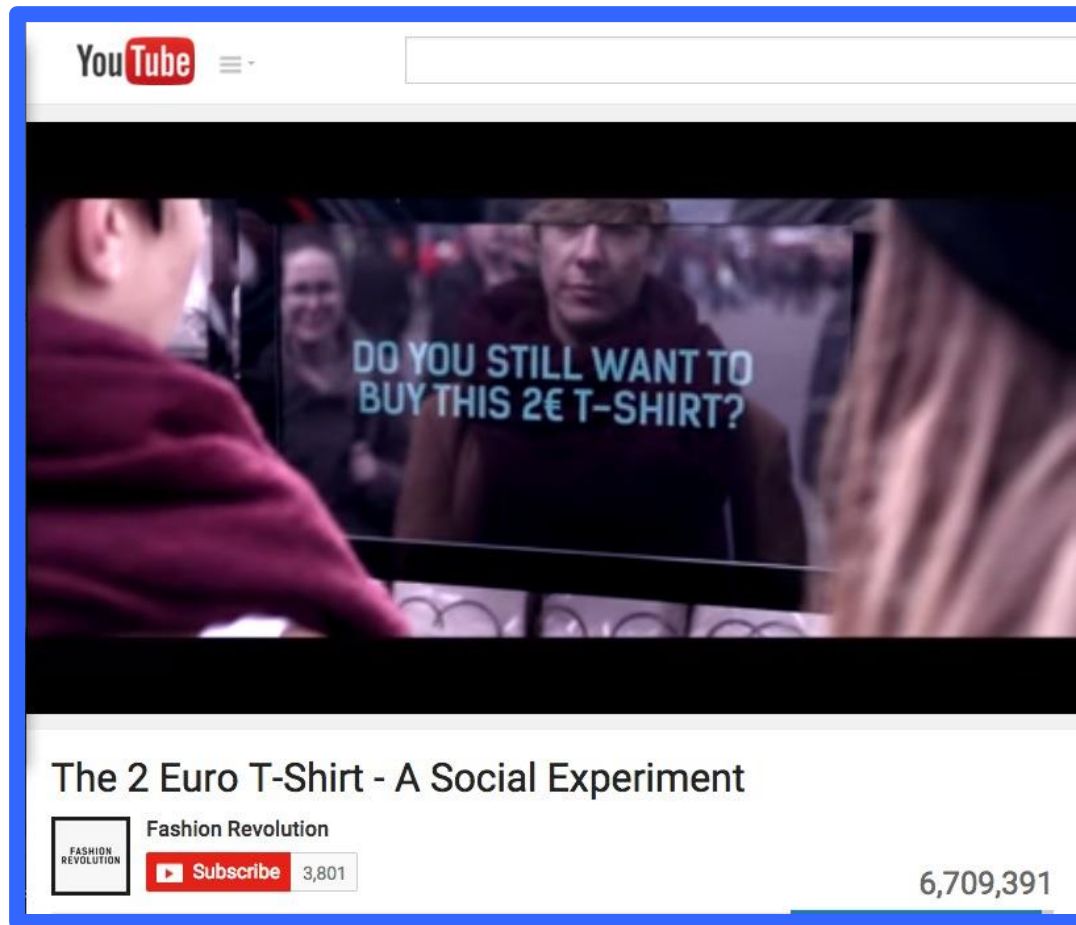 YouTube
DO YOU STILL WANT TO
BUY THIS 2€ T-SHIRT?
The 2 Euro T-Shirt - A Social Experiment
FASHION
REVOLUTION
Fashion Revolution
Subscribe 3,801
6,709,391